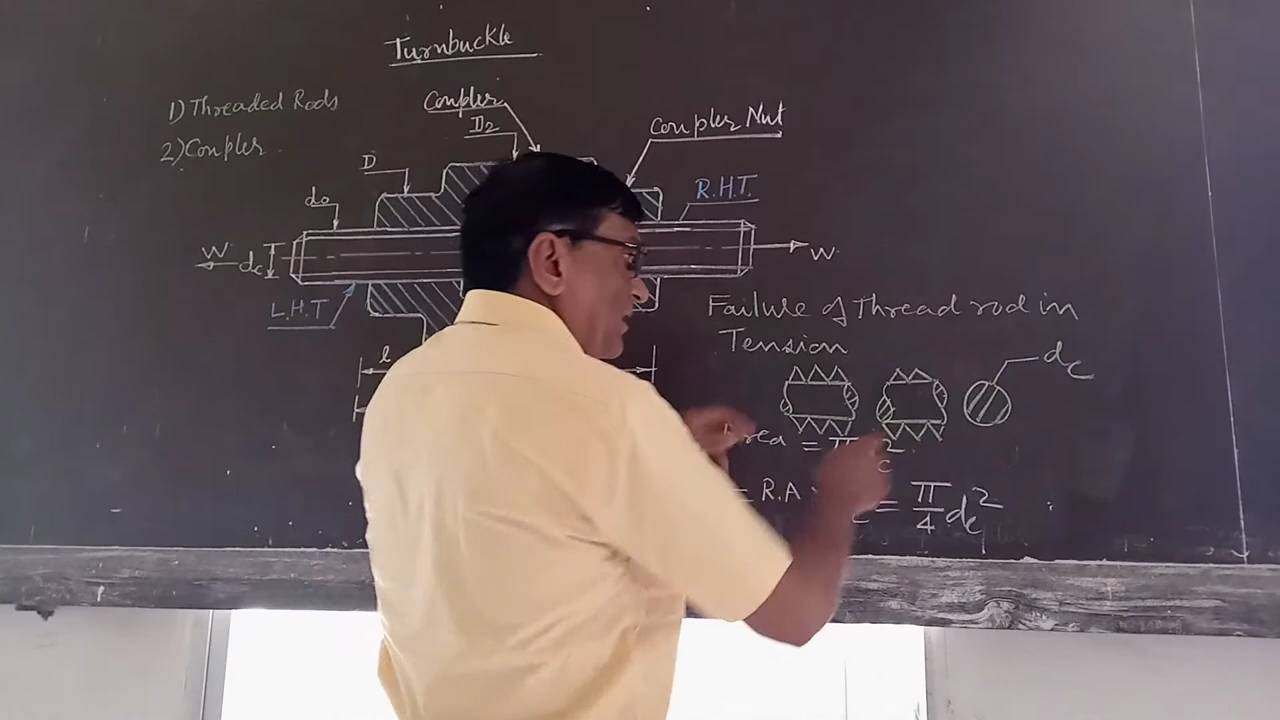 Turnbuckle
1) Threaded Rods
2) Coupler
Coupler
D2
Coupler Nut
D
do
R.H.T.
W
dc
W
L.H.T
Failure of Thread rod in
Tension
l
dc
= π
2
c
= R.A
= π/4 dc²